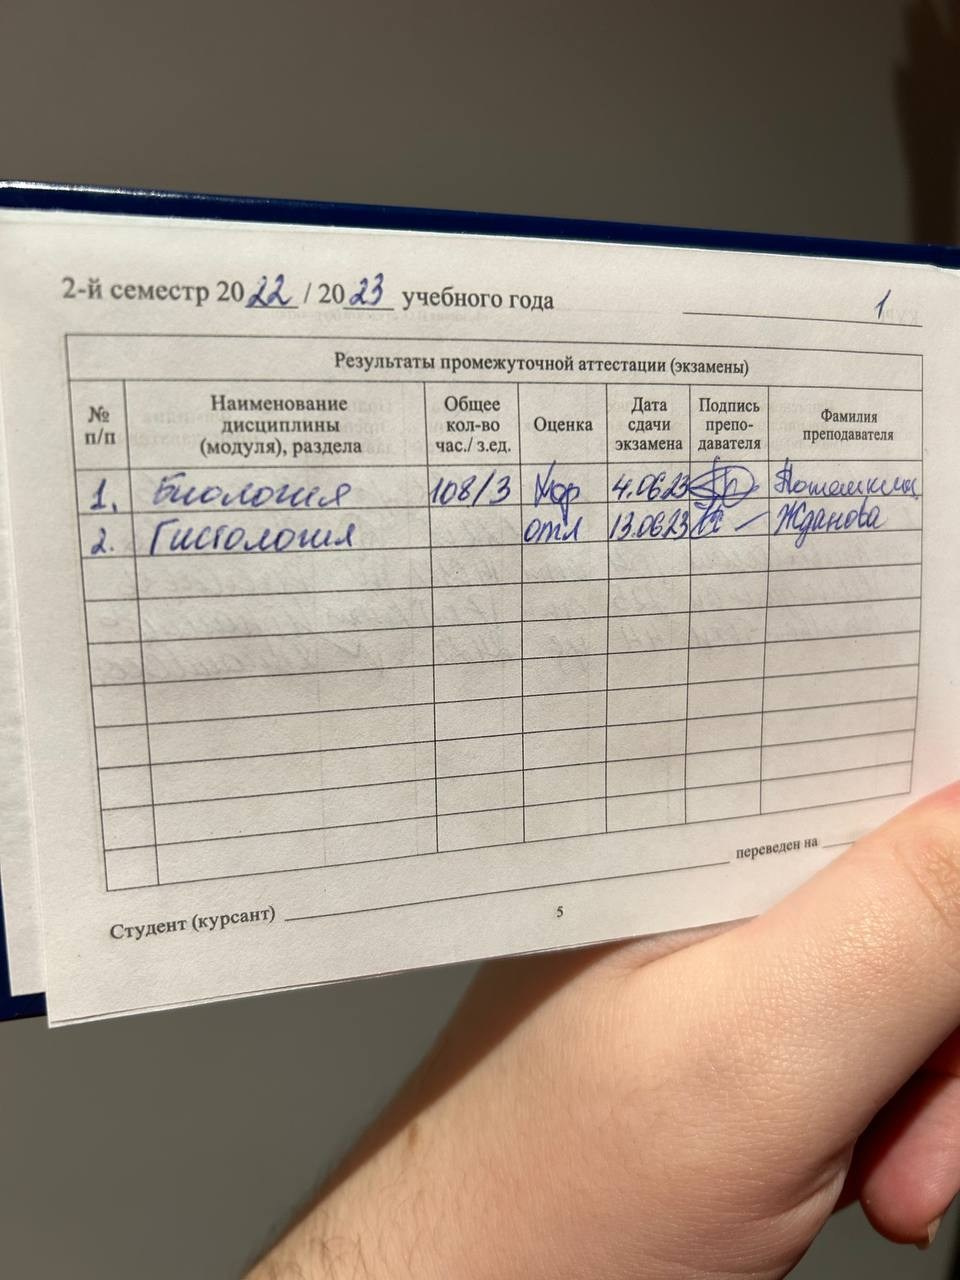 2-й семестр 2022 / 2023 учебного года 1
Результаты промежуточной аттестации (экзамены)
№ п/п Наименование дисциплины (модуля), раздела Общее кол-во час./ з.ед. Оценка Дата сдачи экзамена Подпись препо-давателя Фамилия преподавателя
1. Биология 108/3 Хор 4.06.23
2. Гистология отл 13.06.23 Жданова
переведен на
Студент (курсант)
5